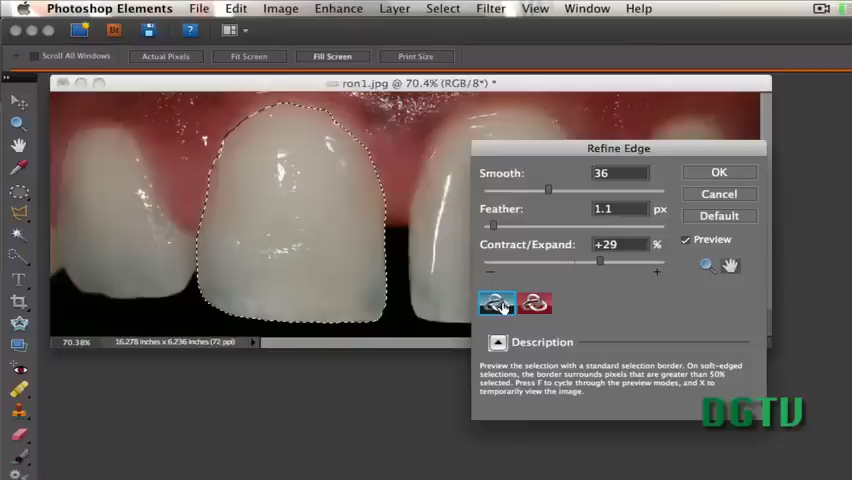 Photoshop Elements File Edit Image Enhance Layer Select Filter View Window Help
Br ?
Scroll All Windows Actual Pixels Fit Screen Fill Screen Print Size
ron1.jpg @ 70.4% (RGB/8*) *
Refine Edge
Smooth: 36 OK
Cancel
Feather: 1.1 px Default
Contract/Expand: +29 % Preview
− +
Description
Preview the selection with a standard selection border. On soft-edged
selections, the border surrounds pixels that are greater than 50%
selected. Press F to cycle through the preview modes, and X to
temporarily view the image.
70.38% 16.278 inches x 6.236 inches (72 ppi)
T
DGTV